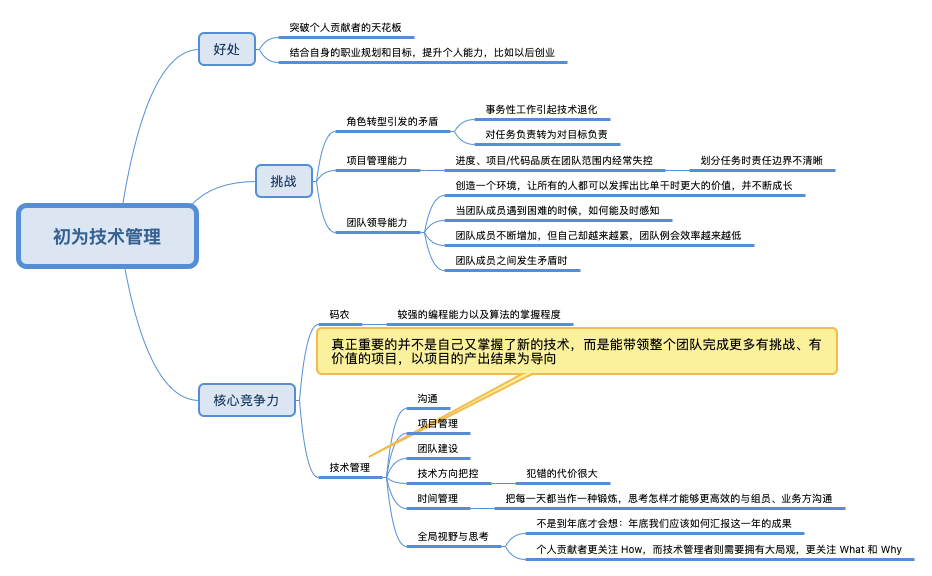 初为技术管理
好处
突破个人贡献者的天花板
结合自身的职业规划和目标，提升个人能力，比如以后创业
挑战
角色转型引发的矛盾
事务性工作引起技术退化
对任务负责转为对目标负责
项目管理能力
进度、项目/代码品质在团队范围内经常失控
划分任务时责任边界不清晰
团队领导能力
创造一个环境，让所有的人都可以发挥出比单干时更大的价值，并不断成长
当团队成员遇到困难的时候，如何能及时感知
团队成员不断增加，但自己却越来越累，团队例会效率越来越低
团队成员之间发生矛盾时
核心竞争力
码农
较强的编程能力以及算法的掌握程度
真正重要的并不是自己又掌握了新的技术，而是能带领整个团队完成更多有挑战、有
价值的项目，以项目的产出结果为导向
技术管理
沟通
项目管理
团队建设
技术方向把控
犯错的代价很大
时间管理
把每一天都当作一种锻炼，思考怎样才能够更高效的与组员、业务方沟通
全局视野与思考
不是到年底才会想：年底我们应该如何汇报这一年的成果
个人贡献者更关注 How，而技术管理者则需要拥有大局观，更关注 What 和 Why